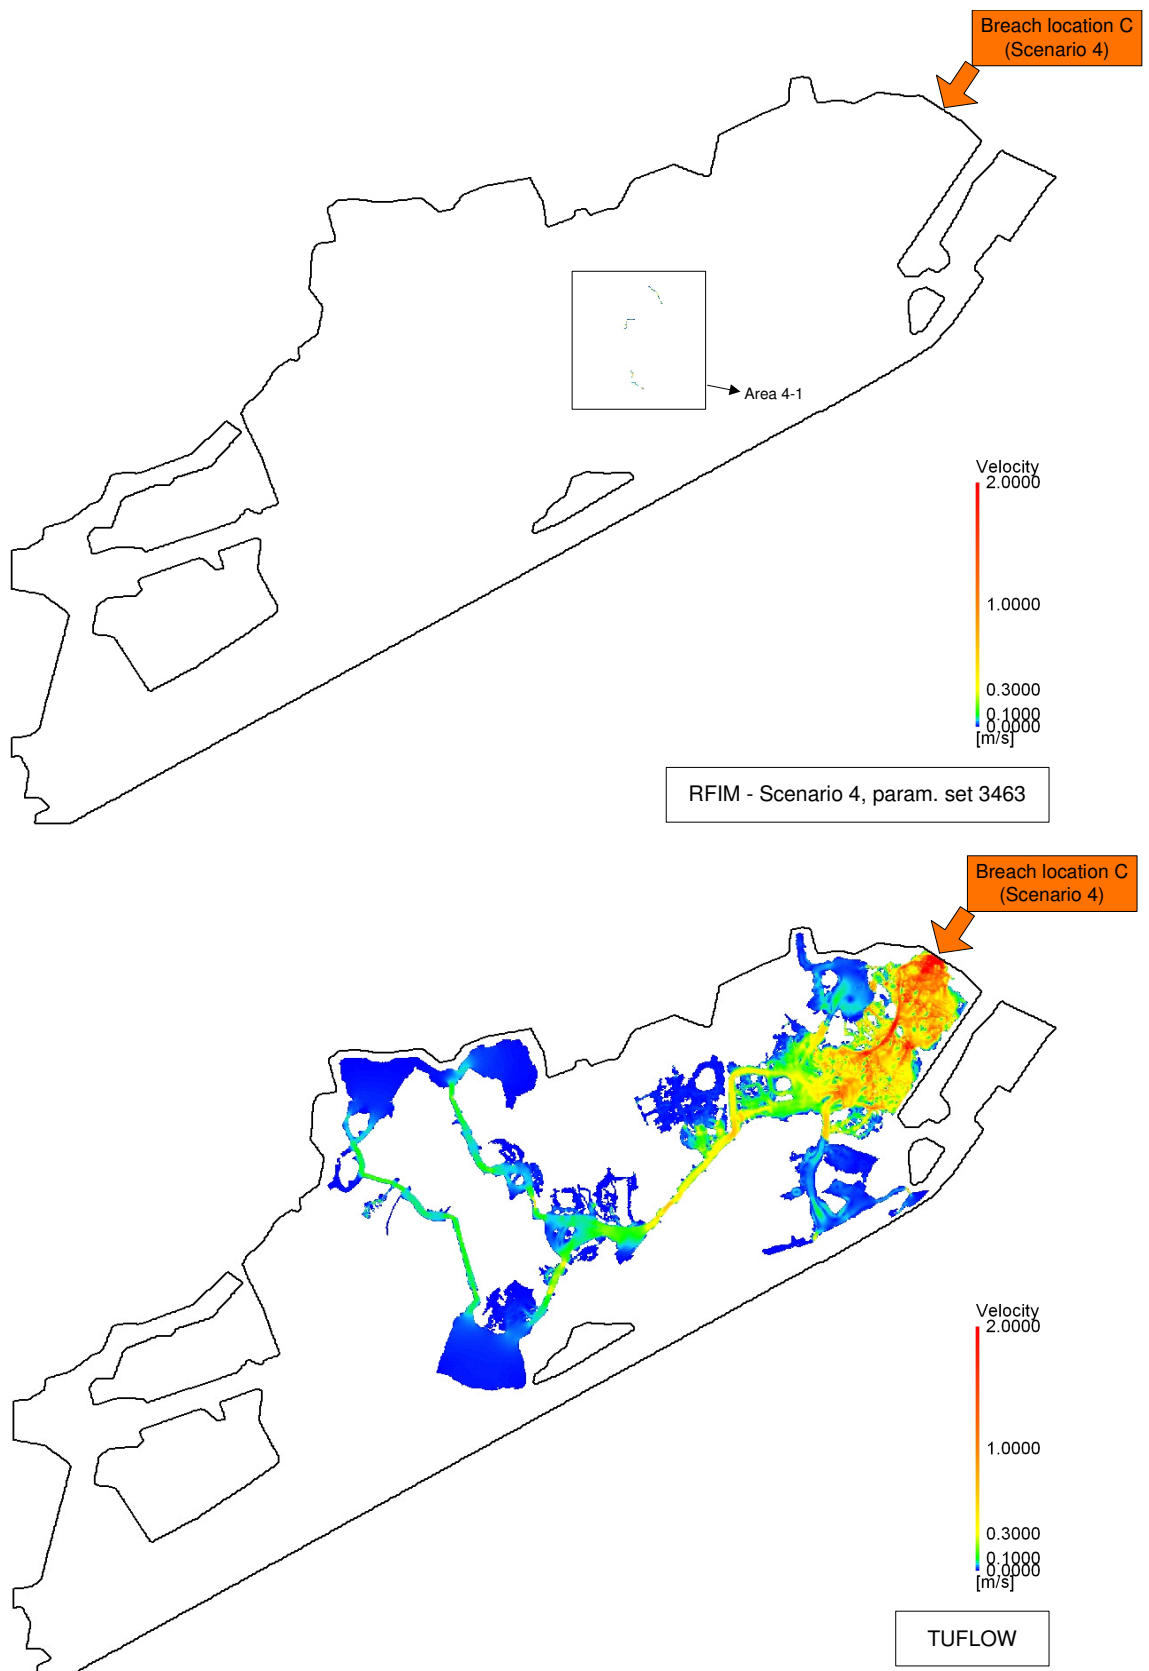 Breach location C
(Scenario 4)
Area 4-1
Velocity
2.0000
1.0000
0.3000
0.1000
0.0000
[m/s]
RFIM - Scenario 4, param. set 3463
Breach location C
(Scenario 4)
Velocity
2.0000
1.0000
0.3000
0.1000
0.0000
[m/s]
TUFLOW